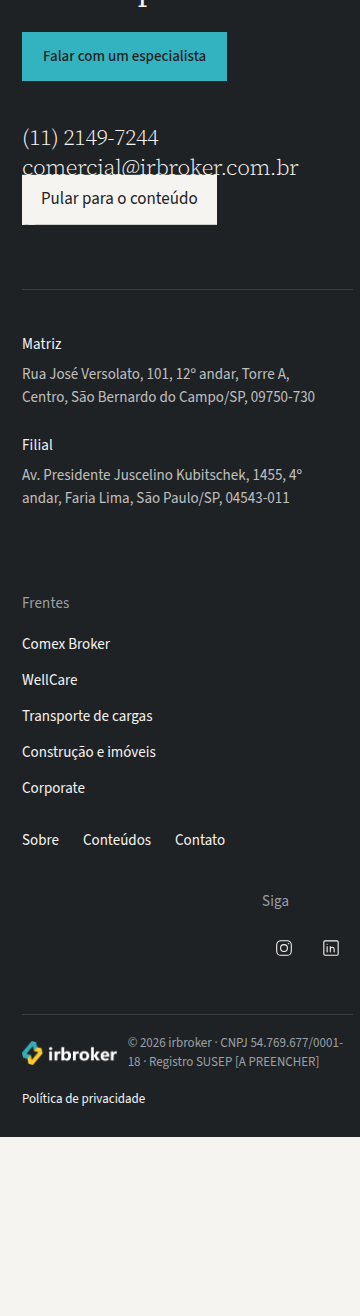 Falar com um especialista
(11) 2149-7244
comercial@irbroker.com.br
Pular para o conteúdo
Matriz
Rua José Versolato, 101, 12º andar, Torre A,
Centro, São Bernardo do Campo/SP, 09750-730
Filial
Av. Presidente Juscelino Kubitschek, 1455, 4º
andar, Faria Lima, São Paulo/SP, 04543-011
Frentes
Comex Broker
WellCare
Transporte de cargas
Construção e imóveis
Corporate
Sobre Conteúdos Contato
Siga
irbroker
© 2026 irbroker · CNPJ 54.769.677/0001-
18 · Registro SUSEP [A PREENCHER]
Política de privacidade